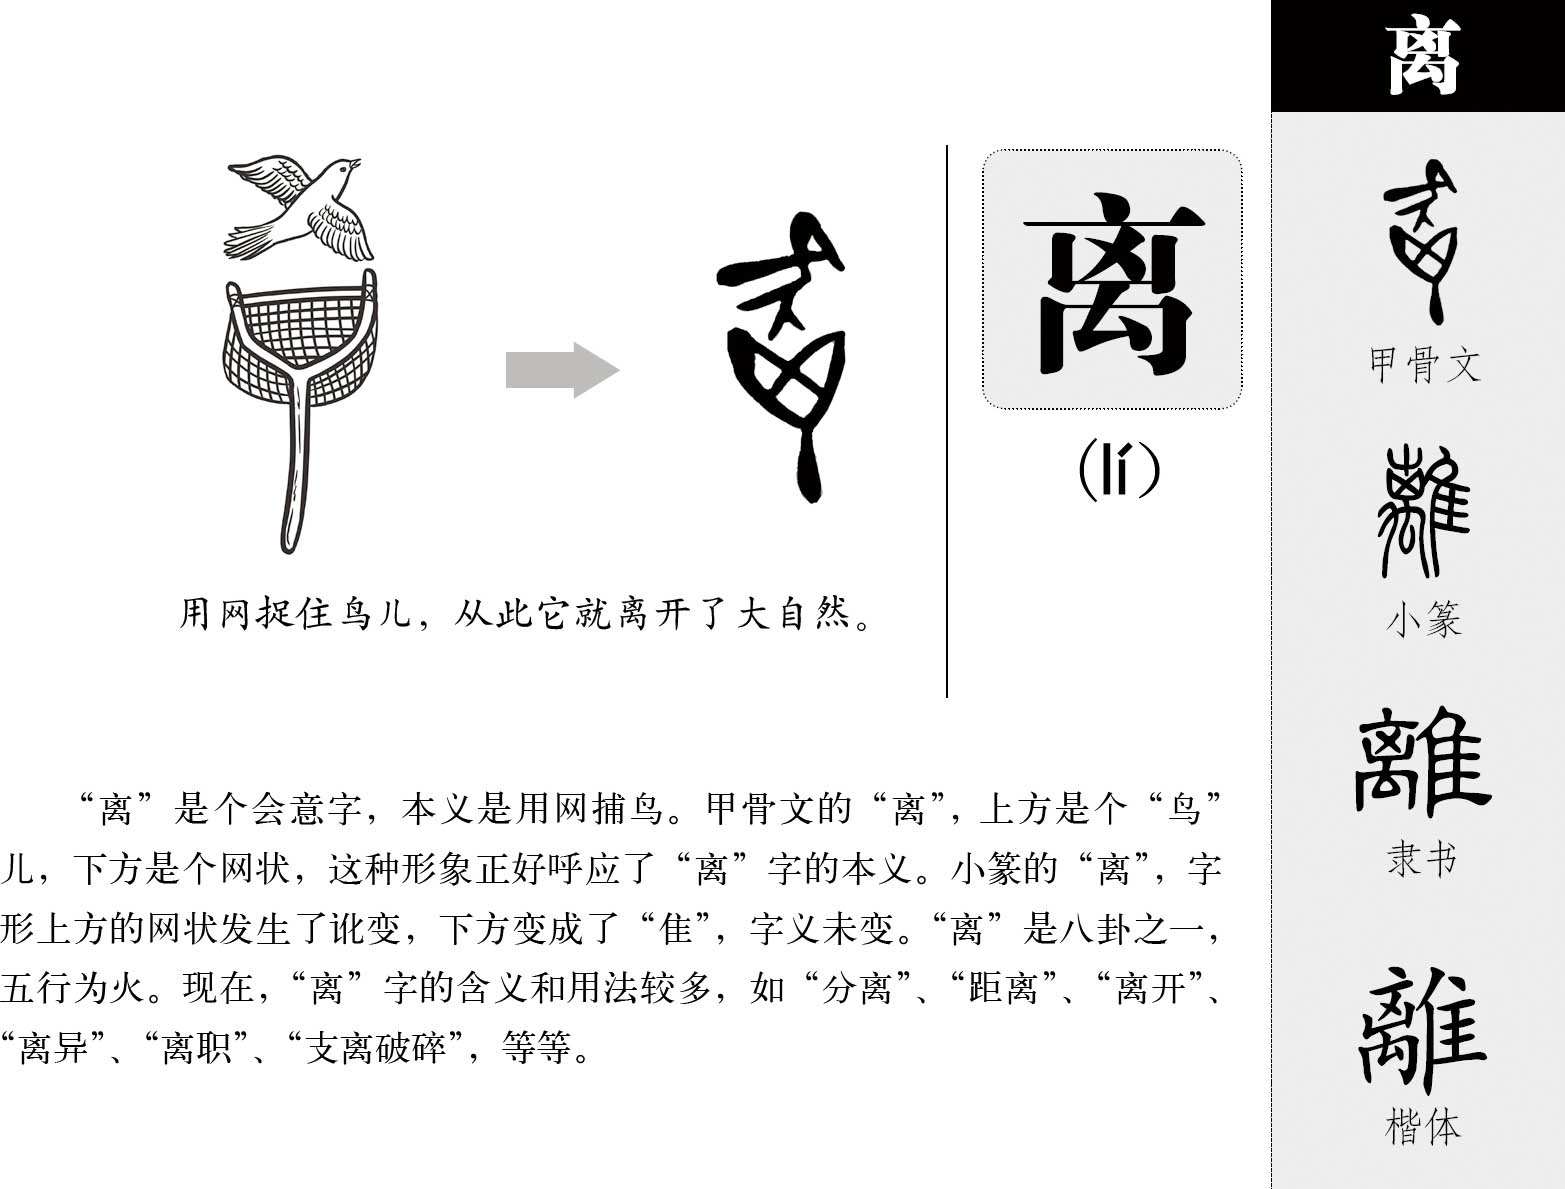 离
离
(lí)
用网捉住鸟儿，从此它就离开了大自然。
“离”是个会意字，本义是用网捕鸟。甲骨文的“离”，上方是个“鸟”
儿，下方是个网状，这种形象正好呼应了“离”字的本义。小篆的“离”，字
形上方的网状发生了讹变，下方变成了“隹”，字义未变。“离”是八卦之一，
五行为火。现在，“离”字的含义和用法较多，如“分离”、“距离”、“离开”、
“离异”、“离职”、“支离破碎”，等等。
甲骨文
離
小篆
離
隶书
離
楷体